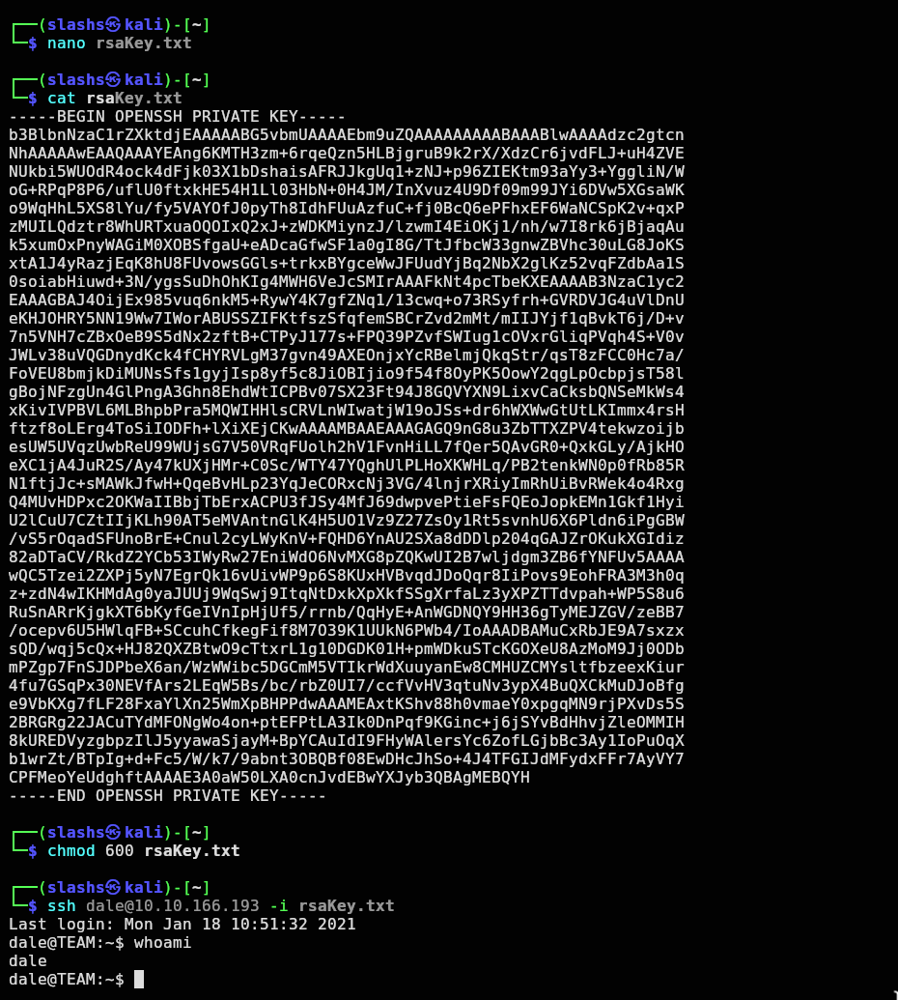 ┌──(slashs㉿kali)-[~]
└─$ nano rsaKey.txt
┌──(slashs㉿kali)-[~]
└─$ cat rsaKey.txt
-----BEGIN OPENSSH PRIVATE KEY-----
b3BlbnNzaC1rZXktdjEAAAAABG5vbmUAAAAEbm9uZQAAAAAAAAABAAABlwAAAAdzc2gtcn
NhAAAAAwEAAQAAAYEAng6KMTH3zm+6rqeQzn5HLBjgruB9k2rX/XdzCr6jvdFLJ+uH4ZVE
NUkbi5WUOdR4ock4dFjk03X1bDshaisAFRJJkgUq1+zNJ+p96ZIEKtm93aYy3+YggliN/W
oG+RPqP8P6/uflU0ftxkHE54H1Ll03HbN+0H4JM/InXvuz4U9Df09m99JYi6DVw5XGsaWK
o9WqHhL5XS8lYu/fy5VAYOfJ0pyTh8IdhFUuAzfuC+fj0BcQ6ePFhxEF6WaNCSpK2v+qxP
zMUILQdztr8WhURTxuaOQOIxQ2xJ+zWDKMiynzJ/lzwmI4EiOKj1/nh/w7I8rk6jBjaqAu
k5xumOxPnyWAGiM0XOBSfgaU+eADcaGfwSF1a0gI8G/TtJfbcW33gnwZBVhc30uLG8JoKS
xtA1J4yRazjEqK8hU8FUvowsGGls+trkxBYgceWwJFUudYjBq2NbX2glKz52vqFZdbAa1S
0soiabHiuwd+3N/ygsSuDhOhKIg4MWH6VeJcSMIrAAAFkNt4pcTbeKXEAAAAB3NzaC1yc2
EAAAGBAJ4OijEx985vuq6nkM5+RywY4K7gfZNq1/13cwq+o73RSyfrh+GVRDVJG4uVlDnU
eKHJOHRY5NN19Ww7IWorABUSSZIFKtfszSfqfemSBCrZvd2mMt/mIIJYjf1qBvkT6j/D+v
7n5VNH7cZBxOeB9S5dNx2zftB+CTPyJ177s+FPQ39PZvfSWIug1cOVxrGliqPVqh4S+V0v
JWLv38uVQGDnydKck4fCHYRVLgM37gvn49AXEOnjxYcRBelmjQkqStr/qsT8zFCC0Hc7a/
FoVEU8bmjkDiMUNsSfs1gyjIsp8yf5c8JiOBIjio9f54f8OyPK5OowY2qgLpOcbpjsT58l
gBojNFzgUn4GlPngA3Ghn8EhdWtICPBv07SX23Ft94J8GQVYXN9LixvCaCksbQNSeMkWs4
xKivIVPBVL6MLBhpbPra5MQWIHHlsCRVLnWIwatjW19oJSs+dr6hWXWwGtUtLKImmx4rsH
ftzf8oLErg4ToSiIODFh+lXiXEjCKwAAAAMBAAEAAAGAGQ9nG8u3ZbTTXZPV4tekwzoijb
esUW5UVqzUwbReU99WUjsG7V50VRqFUolh2hV1FvnHiLL7fQer5QAvGR0+QxkGLy/AjkHO
eXC1jA4JuR2S/Ay47kUXjHMr+C0Sc/WTY47YQghUlPLHoXKWHLq/PB2tenkWN0p0fRb85R
N1ftjJc+sMAWkJfwH+QqeBvHLp23YqJeCORxcNj3VG/4lnjrXRiyImRhUiBvRWek4o4Rxg
Q4MUvHDPxc2OKWaIIBbjTbErxACPU3fJSy4MfJ69dwpvePtieFsFQEoJopkEMn1Gkf1Hyi
U2lCuU7CZtIIjKLh90AT5eMVAntnGlK4H5UO1Vz9Z27ZsOy1Rt5svnhU6X6Pldn6iPgGBW
/vS5rOqadSFUnoBrE+Cnul2cyLWyKnV+FQHD6YnAU2SXa8dDDlp204qGAJZrOKukXGIdiz
82aDTaCV/RkdZ2YCb53IWyRw27EniWdO6NvMXG8pZQKwUI2B7wljdgm3ZB6fYNFUv5AAAA
wQC5Tzei2ZXPj5yN7EgrQk16vUivWP9p6S8KUxHVBvqdJDoQqr8IiPovs9EohFRA3M3h0q
z+zdN4wIKHMdAg0yaJUUj9WqSwj9ItqNtDxkXpXkfSSgXrfaLz3yXPZTTdvpah+WP5S8u6
RuSnARrKjgkXT6bKyfGeIVnIpHjUf5/rrnb/QqHyE+AnWGDNQY9HH36gTyMEJZGV/zeBB7
/ocepv6U5HWlqFB+SCcuhCfkegFif8M7O39K1UUkN6PWb4/IoAAADBAMuCxRbJE9A7sxzx
sQD/wqj5cQx+HJ82QXZBtwO9cTtxrL1g10DGDK01H+pmWDkuSTcKGOXeU8AzMoM9Jj0ODb
mPZgp7FnSJDPbeX6an/WzWWibc5DGCmM5VTIkrWdXuuyanEw8CMHUZCMYsltfbzeexKiur
4fu7GSqPx30NEVfArs2LEqW5Bs/bc/rbZ0UI7/ccfVvHV3qtuNv3ypX4BuQXCkMuDJoBfg
e9VbKXg7fLF28FxaYlXn25WmXpBHPPdwAAAMEAxtKShv88h0vmaeY0xpgqMN9rjPXvDs5S
2BRGRg22JACuTYdMFONgWo4on+ptEFPtLA3Ik0DnPqf9KGinc+j6jSYvBdHhvjZleOMMIH
8kUREDVyzgbpzIlJ5yyawaSjayM+BpYCAuIdI9FHyWAlersYc6ZofLGjbBc3Ay1IoPuOqX
b1wrZt/BTpIg+d+Fc5/W/k7/9abnt3OBQBf08EwDHcJhSo+4J4TFGIJdMFydxFFr7AyVY7
CPFMeoYeUdghftAAAAE3A0aW50LXA0cnJvdEBwYXJyb3QBAgMEBQYH
-----END OPENSSH PRIVATE KEY-----
┌──(slashs㉿kali)-[~]
└─$ chmod 600 rsaKey.txt
┌──(slashs㉿kali)-[~]
└─$ ssh dale@10.10.166.193 -i rsaKey.txt
Last login: Mon Jan 18 10:51:32 2021
dale@TEAM:~$ whoami
dale
dale@TEAM:~$